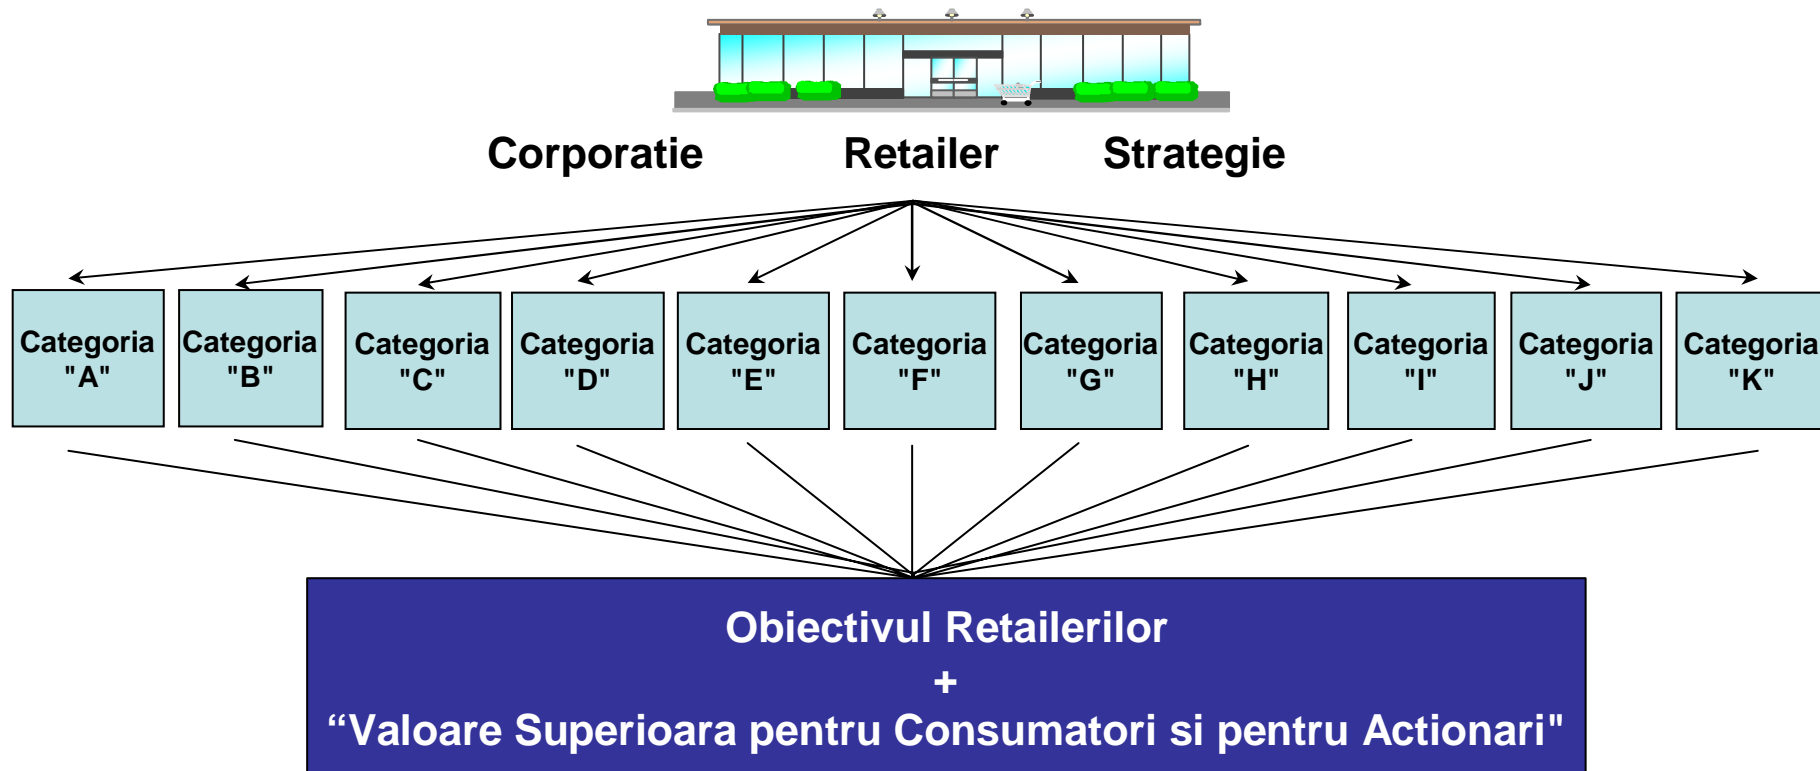 Corporatie Retailer Strategie
Categoria
"A"
Categoria
"B"
Categoria
"C"
Categoria
"D"
Categoria
"E"
Categoria
"F"
Categoria
"G"
Categoria
"H"
Categoria
"I"
Categoria
"J"
Categoria
"K"
Obiectivul Retailerilor
+
“Valoare Superioara pentru Consumatori si pentru Actionari"